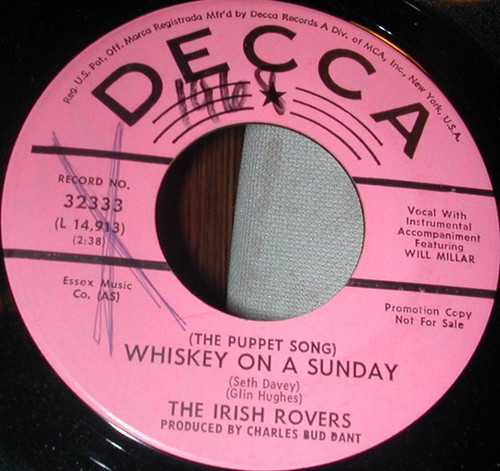 Reg. U.S. Pat. Off. Marca Registrada Mfr'd by Decca Records A Div. of MCA, Inc., New York, U.S.A.
DECCA
1968
RECORD NO.
32333
(L 14,913)
(2:38)
Essex Music
Co. (AS)
Vocal With
Instrumental
Accompaniment
Featuring
WILL MILLAR
Promotion Copy
Not For Sale
(THE PUPPET SONG)
WHISKEY ON A SUNDAY
(Seth Davey)
(Glin Hughes)
THE IRISH ROVERS
PRODUCED BY CHARLES BUD DANT